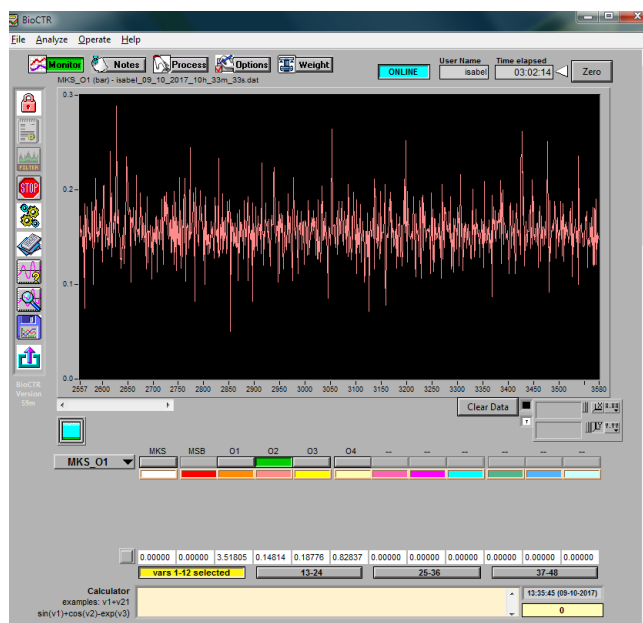 BioCTR
File Analyze Operate Help
Monitor Notes Process Options Weight
ONLINE
User Name
isabel
Time elapsed
03:02:14
Zero
MKS_O1 (bar) - isabel_09_10_2017_10h_33m_33s.dat
FILTER
STOP
BioCTR
Version
0.3
0.2
0.1
0.0
2557 2600 2650 2700 2750 2800 2850 2900 2950 3000 3050 3100 3150 3200 3250 3300 3350 3400 3450 3500 3580
Clear Data
MKS_O1
MKS MSB O1 O2 O3 O4 -- -- -- -- -- --
0.00000 0.00000 3.51805 0.14814 0.18776 0.82837 0.00000 0.00000 0.00000 0.00000 0.00000 0.00000
vars 1-12 selected 13-24 25-36 37-48
Calculator
examples: v1+v21
sin(v1)+cos(v2)-exp(v3)
13:35:45 (09-10-2017)
0